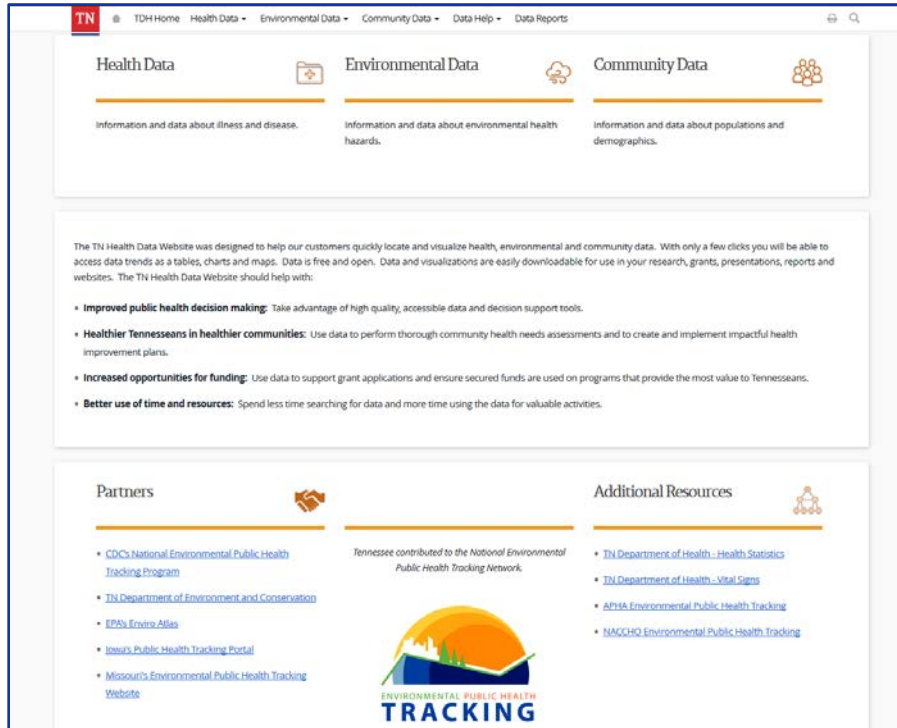 TN TDH Home Health Data Environmental Data Community Data Data Help Data Reports
Health Data
Information and data about illness and disease.
Environmental Data
Information and data about environmental health
hazards.
Community Data
Information and data about populations and
demographics.
The TN Health Data Website was designed to help our customers quickly locate and visualize health, environmental and community data. With only a few clicks you will be able to
access data trends as a tables, charts and maps. Data is free and open. Data and visualizations are easily downloadable for use in your research, grants, presentations, reports and
websites. The TN Health Data Website should help with:
• Improved public health decision making: Take advantage of high quality, accessible data and decision support tools.
• Healthier Tennesseans in healthier communities: Use data to perform thorough community health needs assessments and to create and implement impactful health
improvement plans.
• Increased opportunities for funding: Use data to support grant applications and ensure secured funds are used on programs that provide the most value to Tennesseans.
• Better use of time and resources: Spend less time searching for data and more time using the data for valuable activities.
Partners
• CDC's National Environmental Public Health
Tracking Program
• TN Department of Environment and Conservation
• EPA's Enviro Atlas
• Iowa's Public Health Tracking Portal
• Missouri's Environmental Public Health Tracking
Website
Tennessee contributed to the National Environmental
Public Health Tracking Network.
ENVIRONMENTAL PUBLIC HEALTH
TRACKING
Additional Resources
• TN Department of Health - Health Statistics
• TN Department of Health - Vital Signs
• APHA Environmental Public Health Tracking
• NACCHO Environmental Public Health Tracking